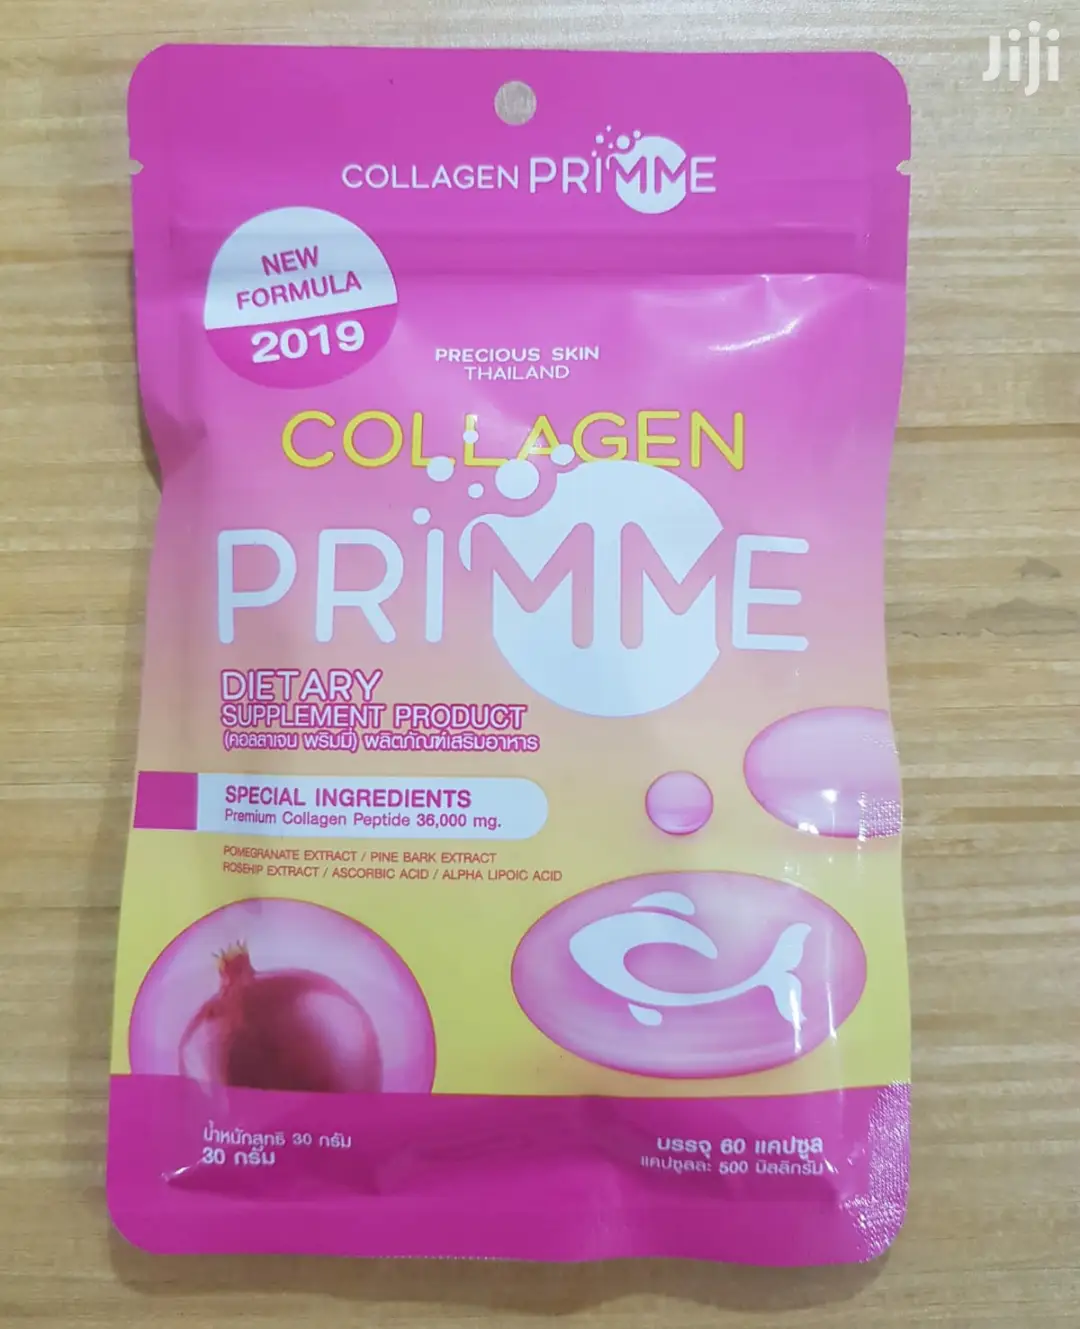 Jiji
COLLAGEN PRIMME
NEW
FORMULA
2019
PRECIOUS SKIN
THAILAND
COLLAGEN
PRIMME
DIETARY
SUPPLEMENT PRODUCT
(คอลลาเจน พริมมี่) ผลิตภัณฑ์เสริมอาหาร
SPECIAL INGREDIENTS
Premium Collagen Peptide 36,000 mg.
POMEGRANATE EXTRACT / PINE BARK EXTRACT
ROSEHIP EXTRACT / ASCORBIC ACID / ALPHA LIPOIC ACID
น้ำหนักสุทธิ 30 กรัม
30 กรัม
บรรจุ 60 แคปซูล
แคปซูลละ 500 มิลลิกรัม